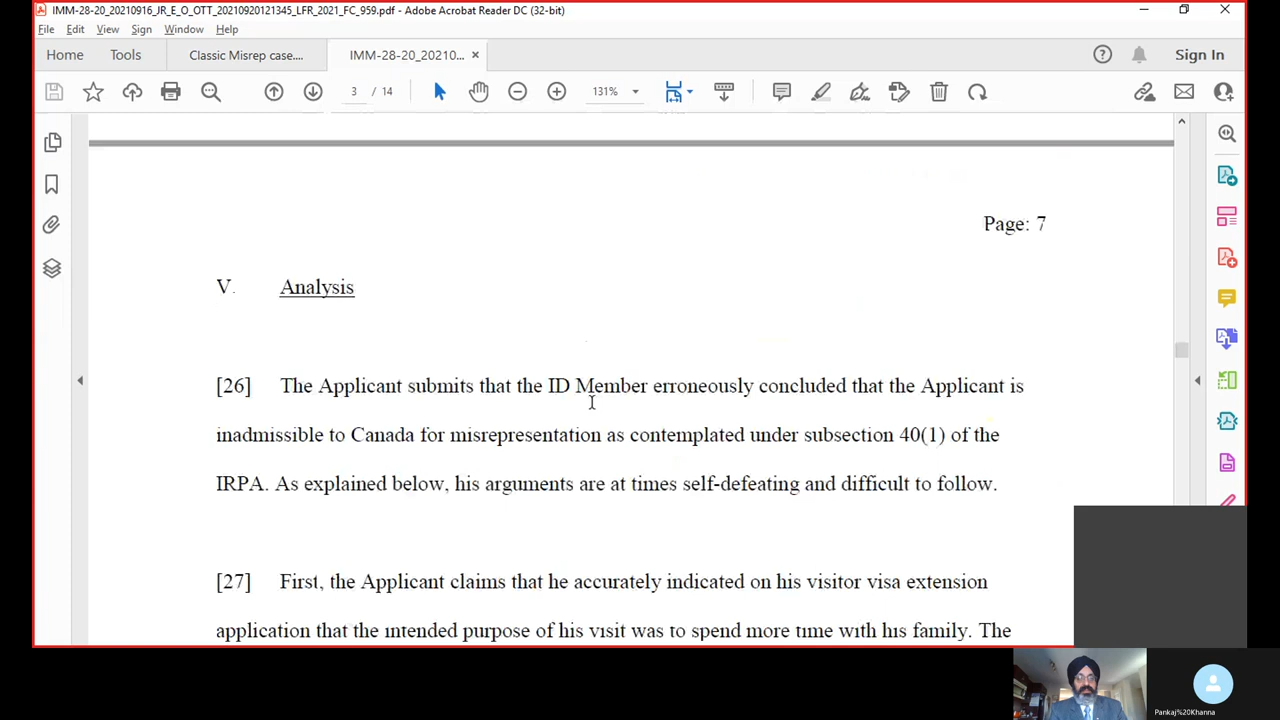 IMM-28-20_20210916_JR_E_O_OTT_20210920121345_LFR_2021_FC_959.pdf - Adobe Acrobat Reader DC (32-bit)
File Edit View Sign Window Help
Home Tools Classic Misrep case.... IMM-28-20_20210... × Sign In
3 / 14 131%
Page: 7
V. Analysis
[26] The Applicant submits that the ID Member erroneously concluded that the Applicant is
inadmissible to Canada for misrepresentation as contemplated under subsection 40(1) of the
IRPA. As explained below, his arguments are at times self-defeating and difficult to follow.
[27] First, the Applicant claims that he accurately indicated on his visitor visa extension
application that the intended purpose of his visit was to spend more time with his family. The
Pankaj%20Khanna